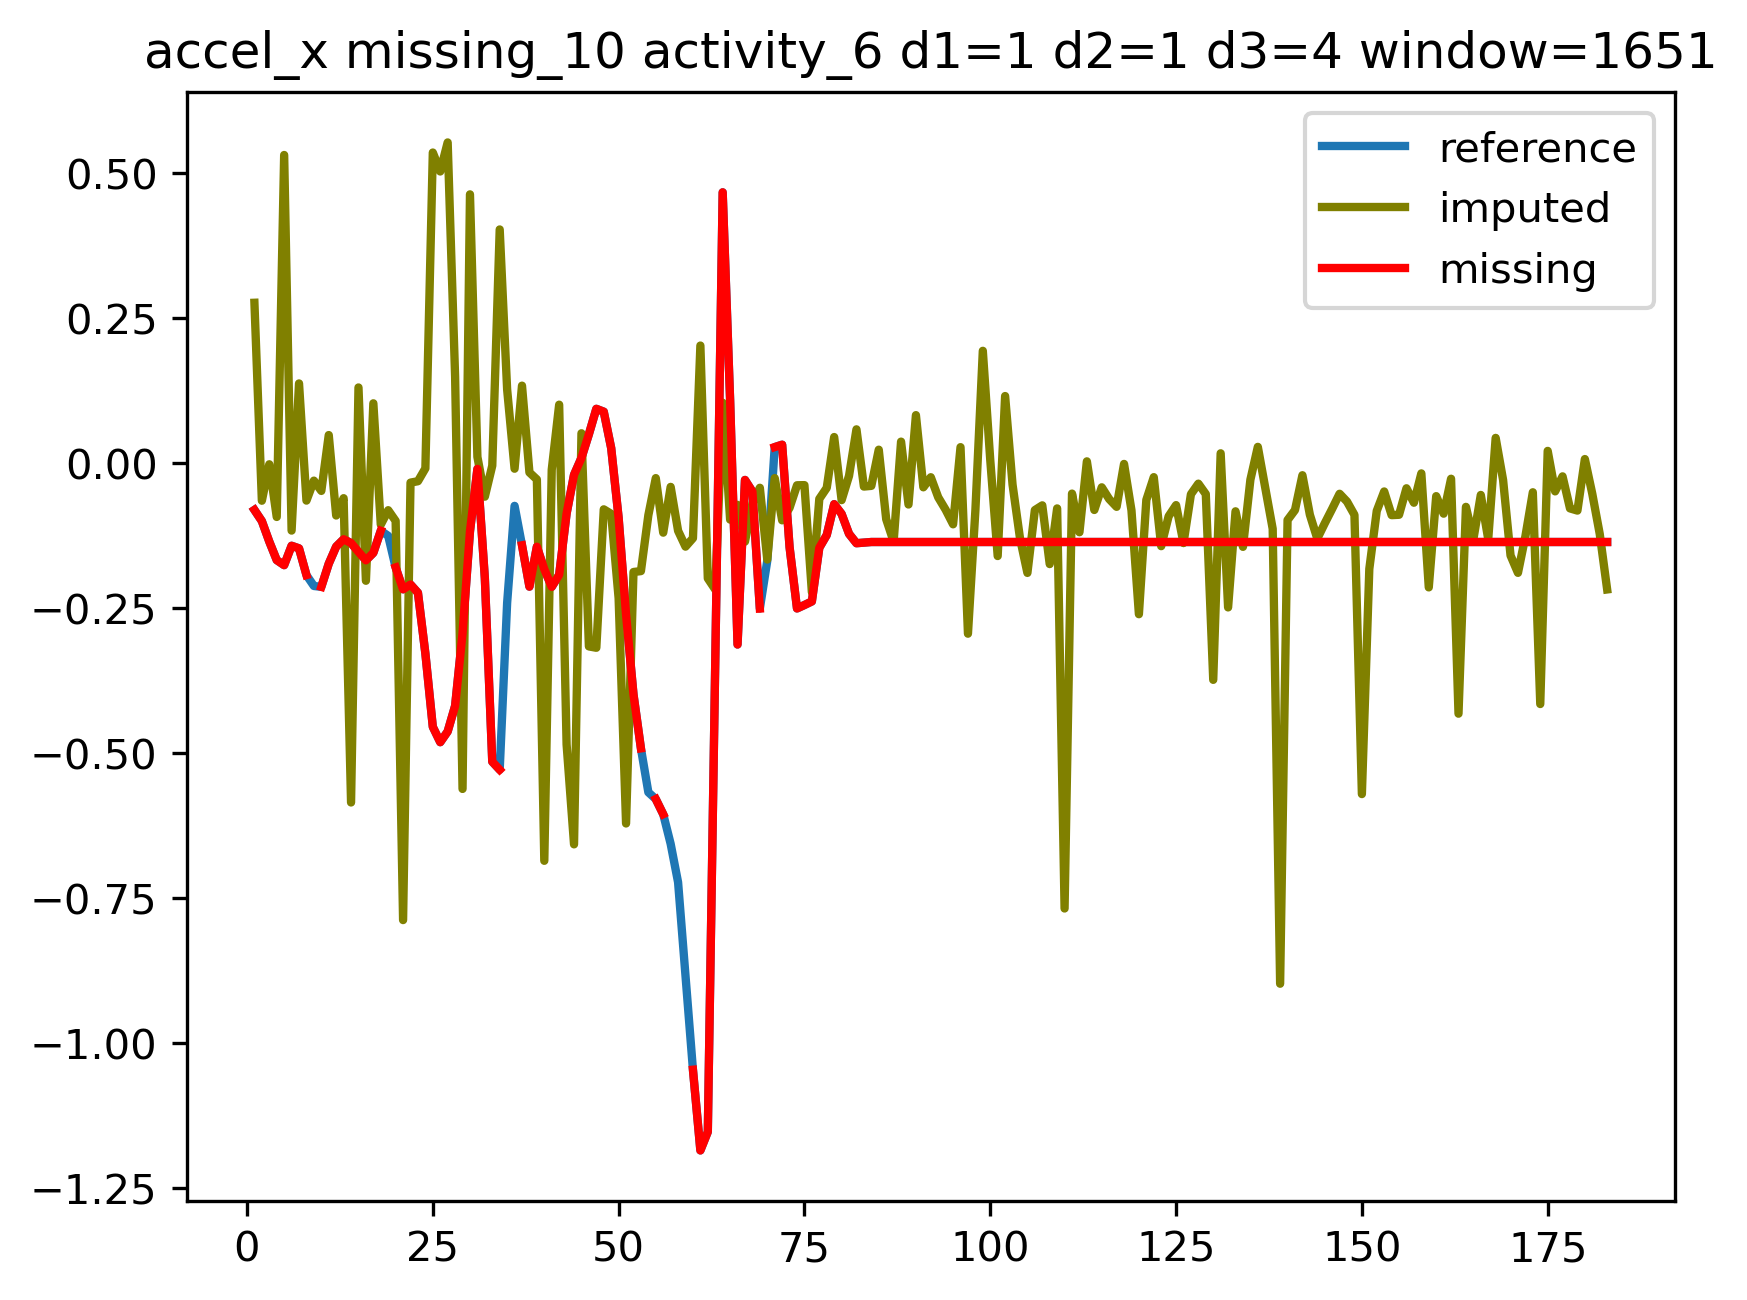 accel_x missing_10 activity_6 d1=1 d2=1 d3=4 window=1651
reference
imputed
missing
0.50
0.25
0.00
−0.25
−0.50
−0.75
−1.00
−1.25
0 25 50 75 100 125 150 175